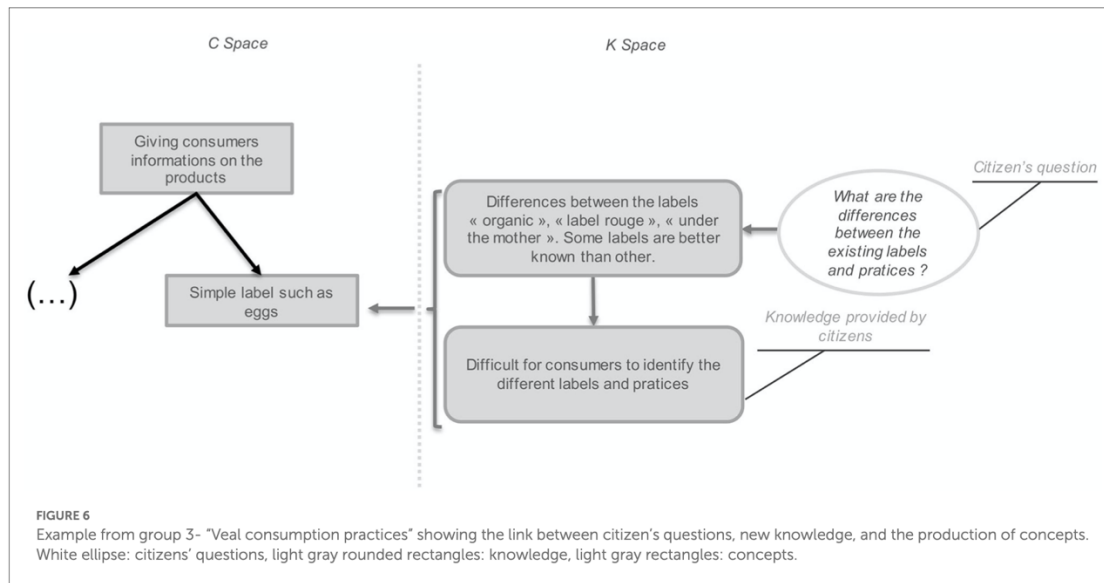 C Space
K Space
Giving consumers
informations on the
products
(...)
Simple label such as
eggs
Differences between the labels
« organic », « label rouge », « under
the mother ». Some labels are better
known than other.
Difficult for consumers to identify the
different labels and pratices
What are the
differences
between the
existing labels
and pratices ?
Citizen's question
Knowledge provided by
citizens
FIGURE 6
Example from group 3- “Veal consumption practices” showing the link between citizen's questions, new knowledge, and the production of concepts.
White ellipse: citizens' questions, light gray rounded rectangles: knowledge, light gray rectangles: concepts.